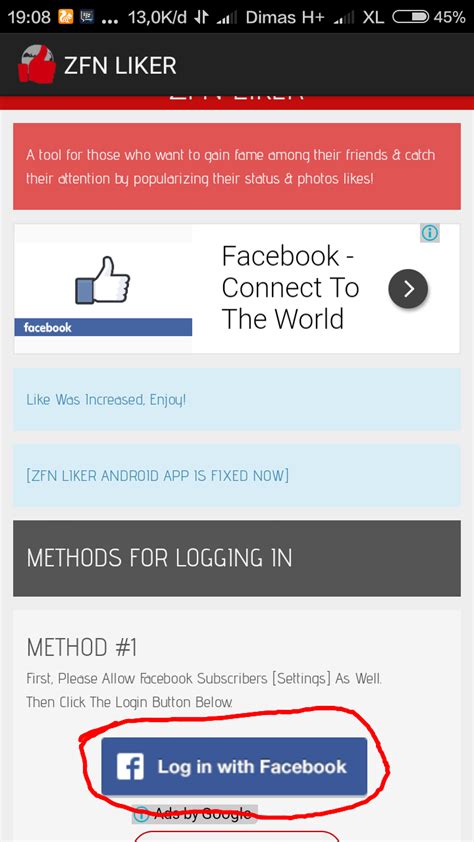 19:08 ... 13,0K/d Dimas H+ XL 45%
ZFN LIKER
ZFN LIKER
A tool for those who want to gain fame among their friends & catch
their attention by popularizing their status & photos likes!
Facebook -
Connect To
The World
facebook
Like Was Increased, Enjoy!
[ZFN LIKER ANDROID APP IS FIXED NOW]
METHODS FOR LOGGING IN
METHOD #1
First, Please Allow Facebook Subscribers [Settings] As Well.
Then Click The Login Button Below.
f Log in with Facebook
Ads by Google